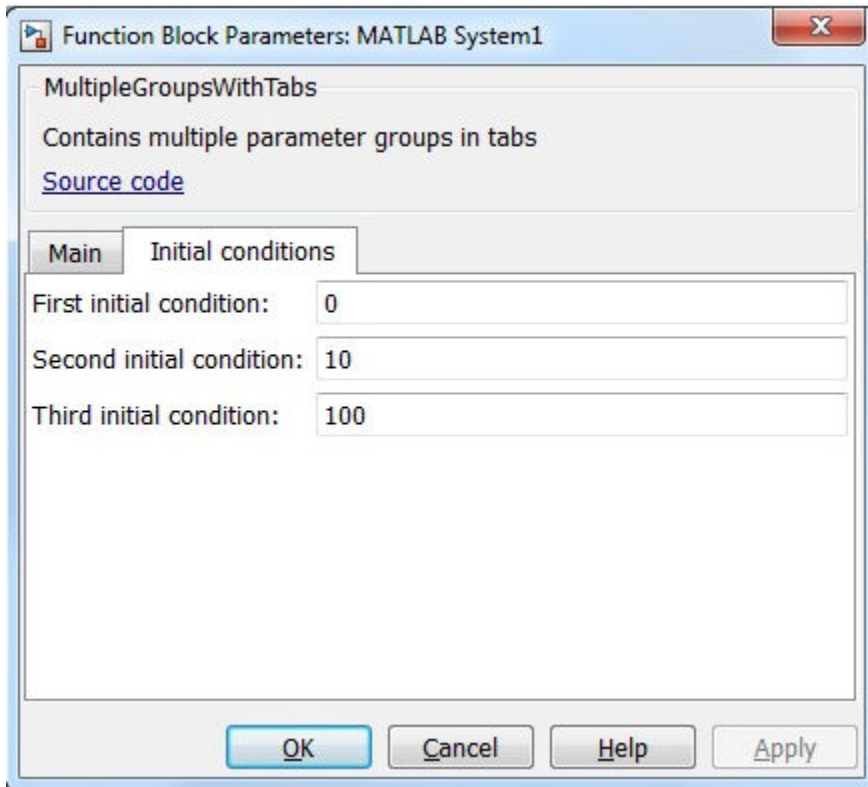 Function Block Parameters: MATLAB System1
MultipleGroupsWithTabs
Contains multiple parameter groups in tabs
Source code
Main Initial conditions
First initial condition: 0
Second initial condition: 10
Third initial condition: 100
OK Cancel Help Apply